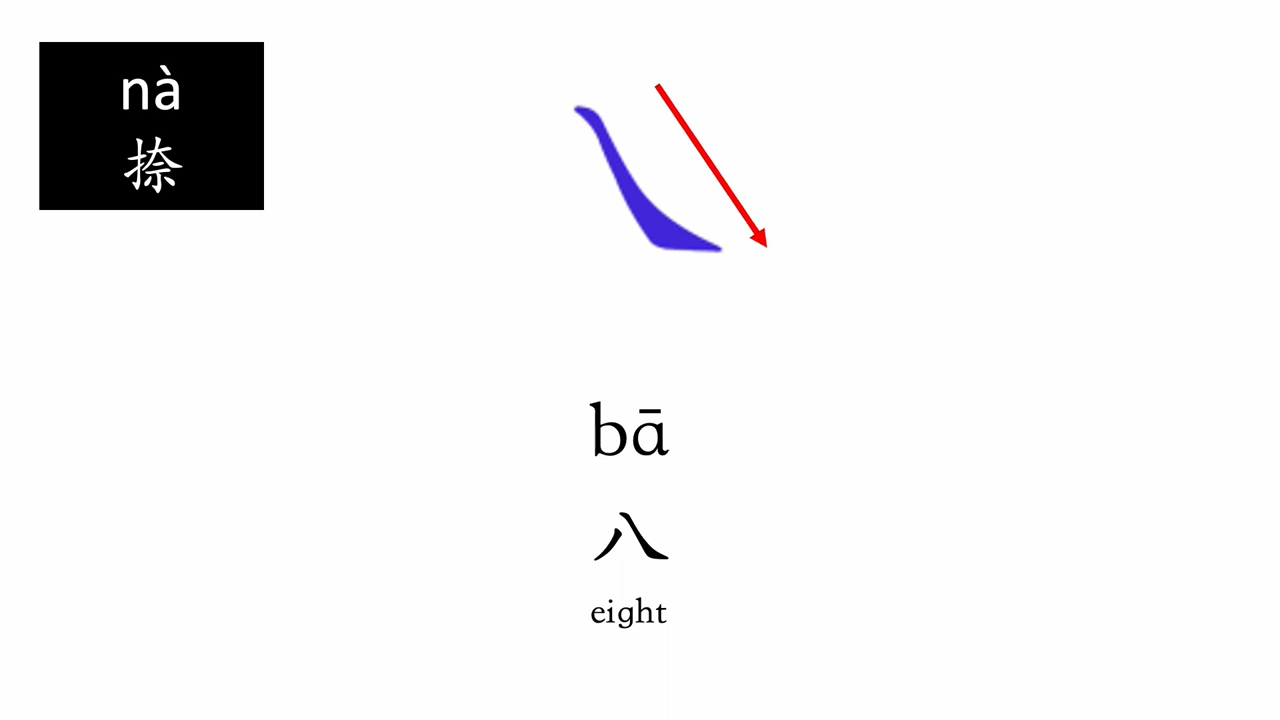 nà
捺
bā
八
eight